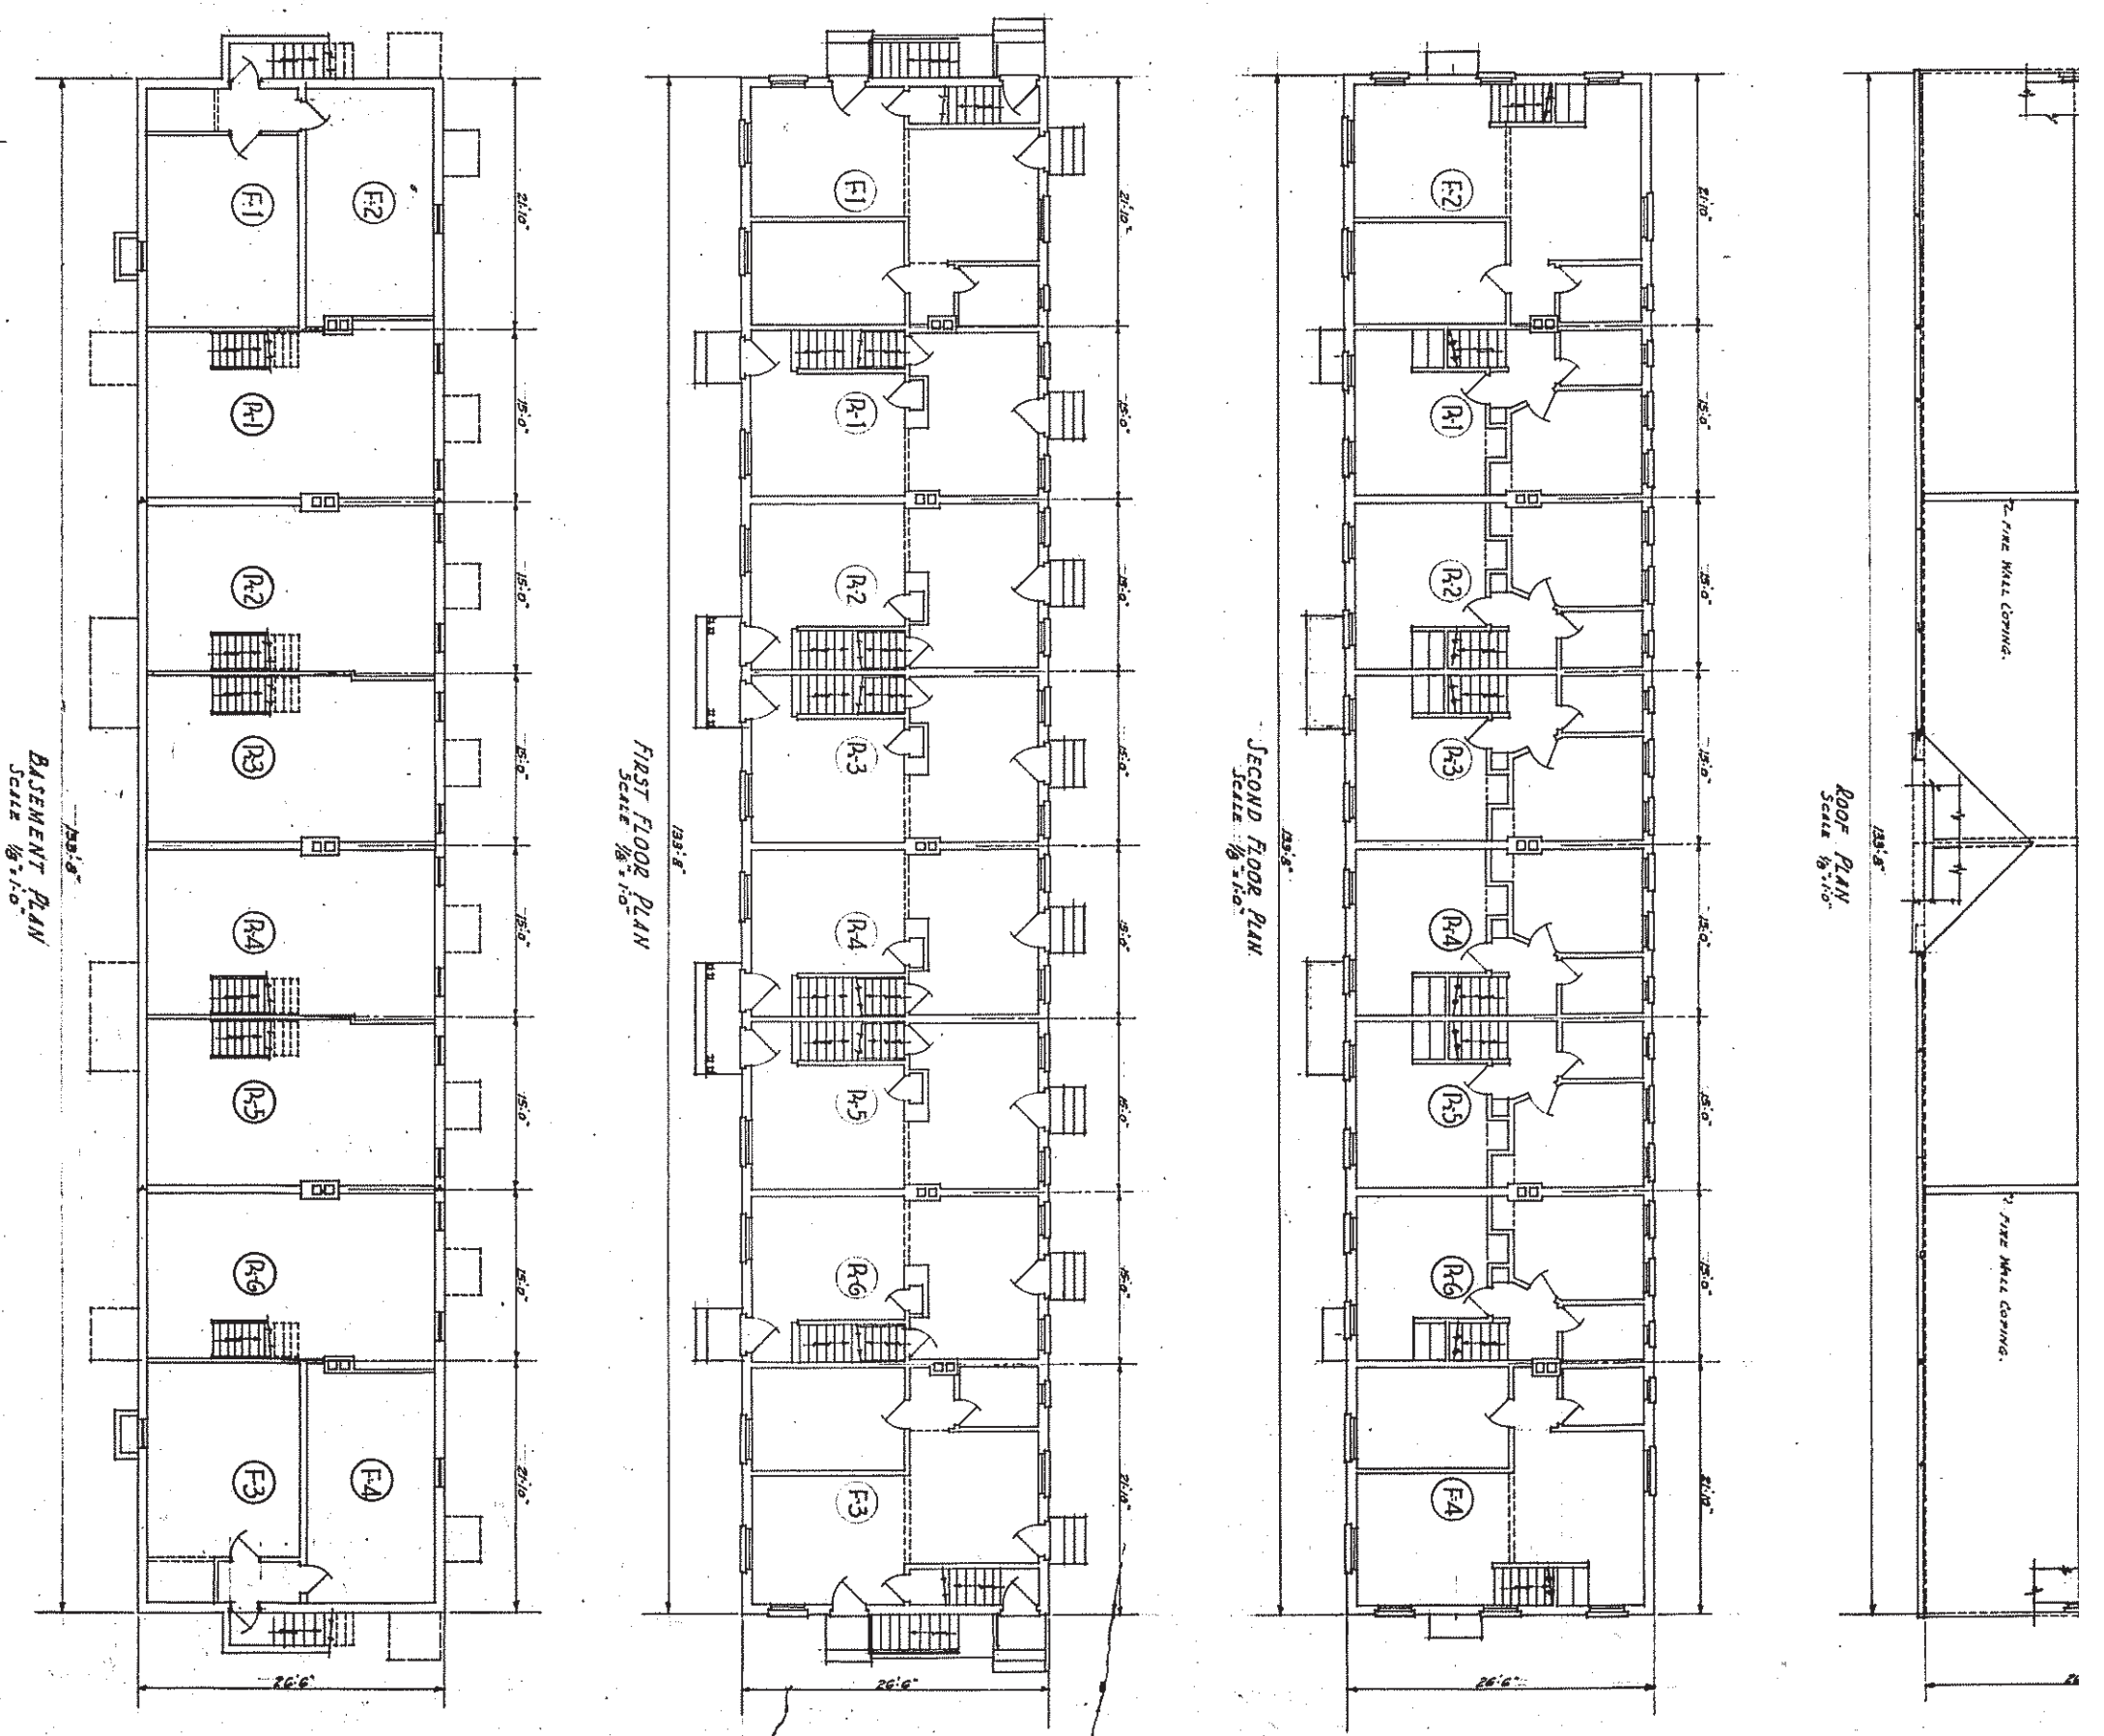 26
FIRE WALL COPING.
FIRE WALL COPING.
133'-8"
ROOF PLAN
SCALE 1/8"=1'-0"
21'-10"
15'-0"
15'-0"
15'-0"
15'-0"
15'-0"
15'-0"
21'-10"
26'-6"
F-2
R-1
R-2
R-3
R-4
R-5
R-6
F-4
133'-8"
SECOND FLOOR PLAN.
SCALE 1/8"=1'-0"
21'-10"
15'-0"
15'-0"
15'-0"
15'-0"
15'-0"
15'-0"
21'-10"
26'-6"
F-1
R-1
R-2
R-3
R-4
R-5
R-6
F-3
133'-8"
FIRST FLOOR PLAN
SCALE 1/8"=1'-0"
21'-10"
15'-0"
15'-0"
15'-0"
15'-0"
15'-0"
15'-0"
21'-10"
26'-6"
F-2
F-4
F-1
R-1
R-2
R-3
R-4
R-5
R-6
F-3
133'-8"
BASEMENT PLAN
SCALE 1/8"=1'-0"